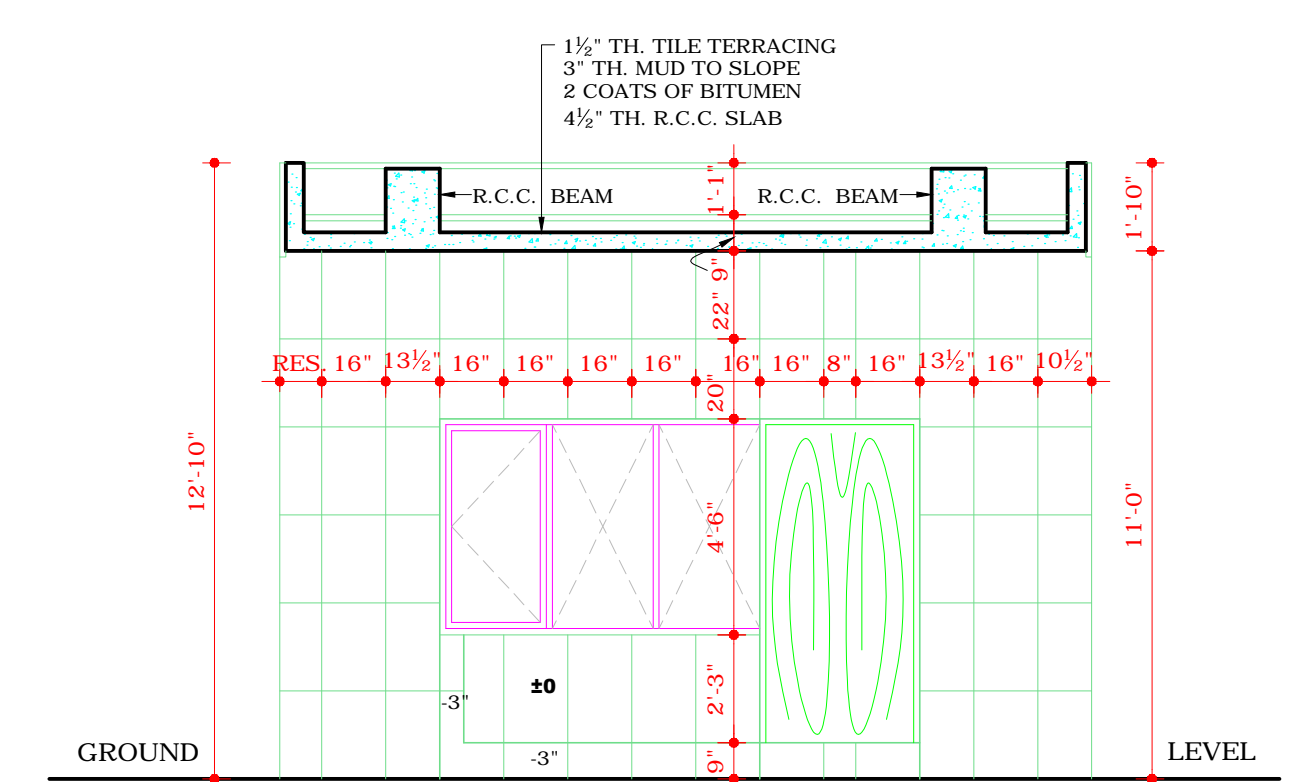 1½" TH. TILE TERRACING
3" TH. MUD TO SLOPE
2 COATS OF BITUMEN
4½" TH. R.C.C. SLAB
R.C.C. BEAM
1'-1"
R.C.C. BEAM
1'-10"
9"
22"
RES. 16" 13½" 16" 16" 16" 16" 16" 16" 8" 16" 13½" 16" 10½"
20"
12'-10"
4'-6"
11'-0"
±0
-3"
2'-3"
GROUND
-3"
9"
LEVEL